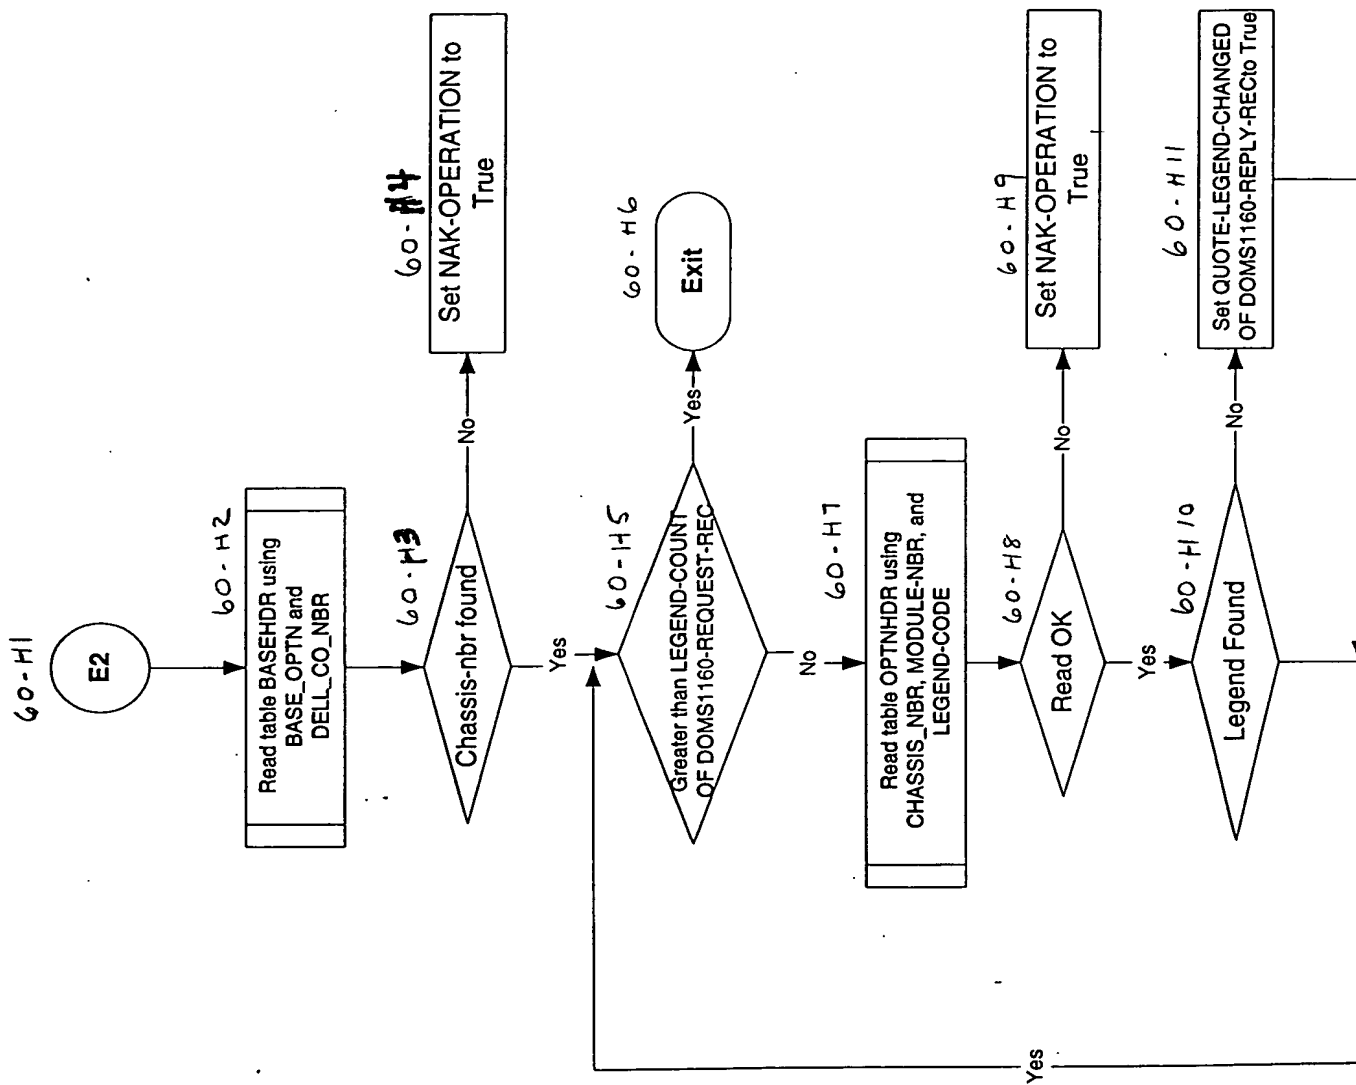 60-H1
E2
60-H2
Read table BASEHDR using
BASE_OPTN and
DELL_CO_NBR
60-H3
Chassis-nbr found
No
60-H4
Set NAK-OPERATION to
True
Yes
60-H5
Greater than LEGEND-COUNT
OF DOMS1160-REQUEST-REC
Yes
60-H6
Exit
No
60-H7
Read table OPTNHDR using
CHASSIS_NBR, MODULE-NBR, and
LEGEND-CODE
60-H8
Read OK
No
60-H9
Set NAK-OPERATION to
True
Yes
60-H10
Legend Found
No
60-H11
Set QUOTE-LEGEND-CHANGED
OF DOMS1160-REPLY-RECto True
Yes